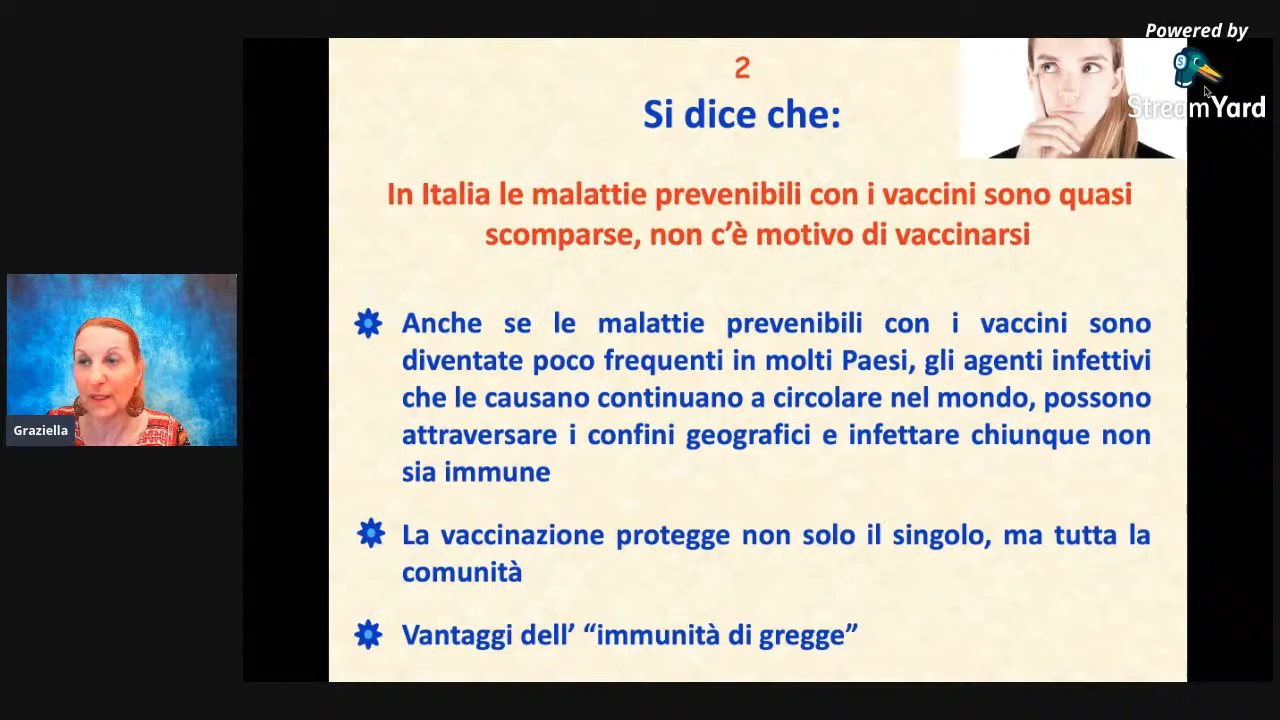 Powered by
StreamYard
2
Si dice che:
In Italia le malattie prevenibili con i vaccini sono quasi
scomparse, non c’è motivo di vaccinarsi
Anche se le malattie prevenibili con i vaccini sono
diventate poco frequenti in molti Paesi, gli agenti infettivi
che le causano continuano a circolare nel mondo, possono
attraversare i confini geografici e infettare chiunque non
sia immune
La vaccinazione protegge non solo il singolo, ma tutta la
comunità
Vantaggi dell’ “immunità di gregge”
Graziella